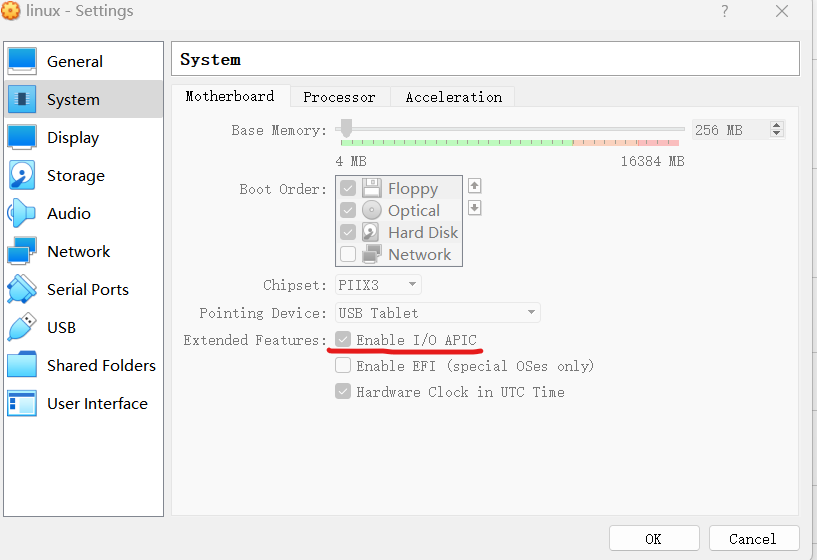 linux - Settings
?
General
System
Display
Storage
Audio
Network
Serial Ports
USB
Shared Folders
User Interface
System
Motherboard Processor Acceleration
Base Memory: 256 MB
4 MB 16384 MB
Boot Order: Floppy
Optical
Hard Disk
Network
Chipset: PIIX3
Pointing Device: USB Tablet
Extended Features: Enable I/O APIC
Enable EFI (special OSes only)
Hardware Clock in UTC Time
OK Cancel